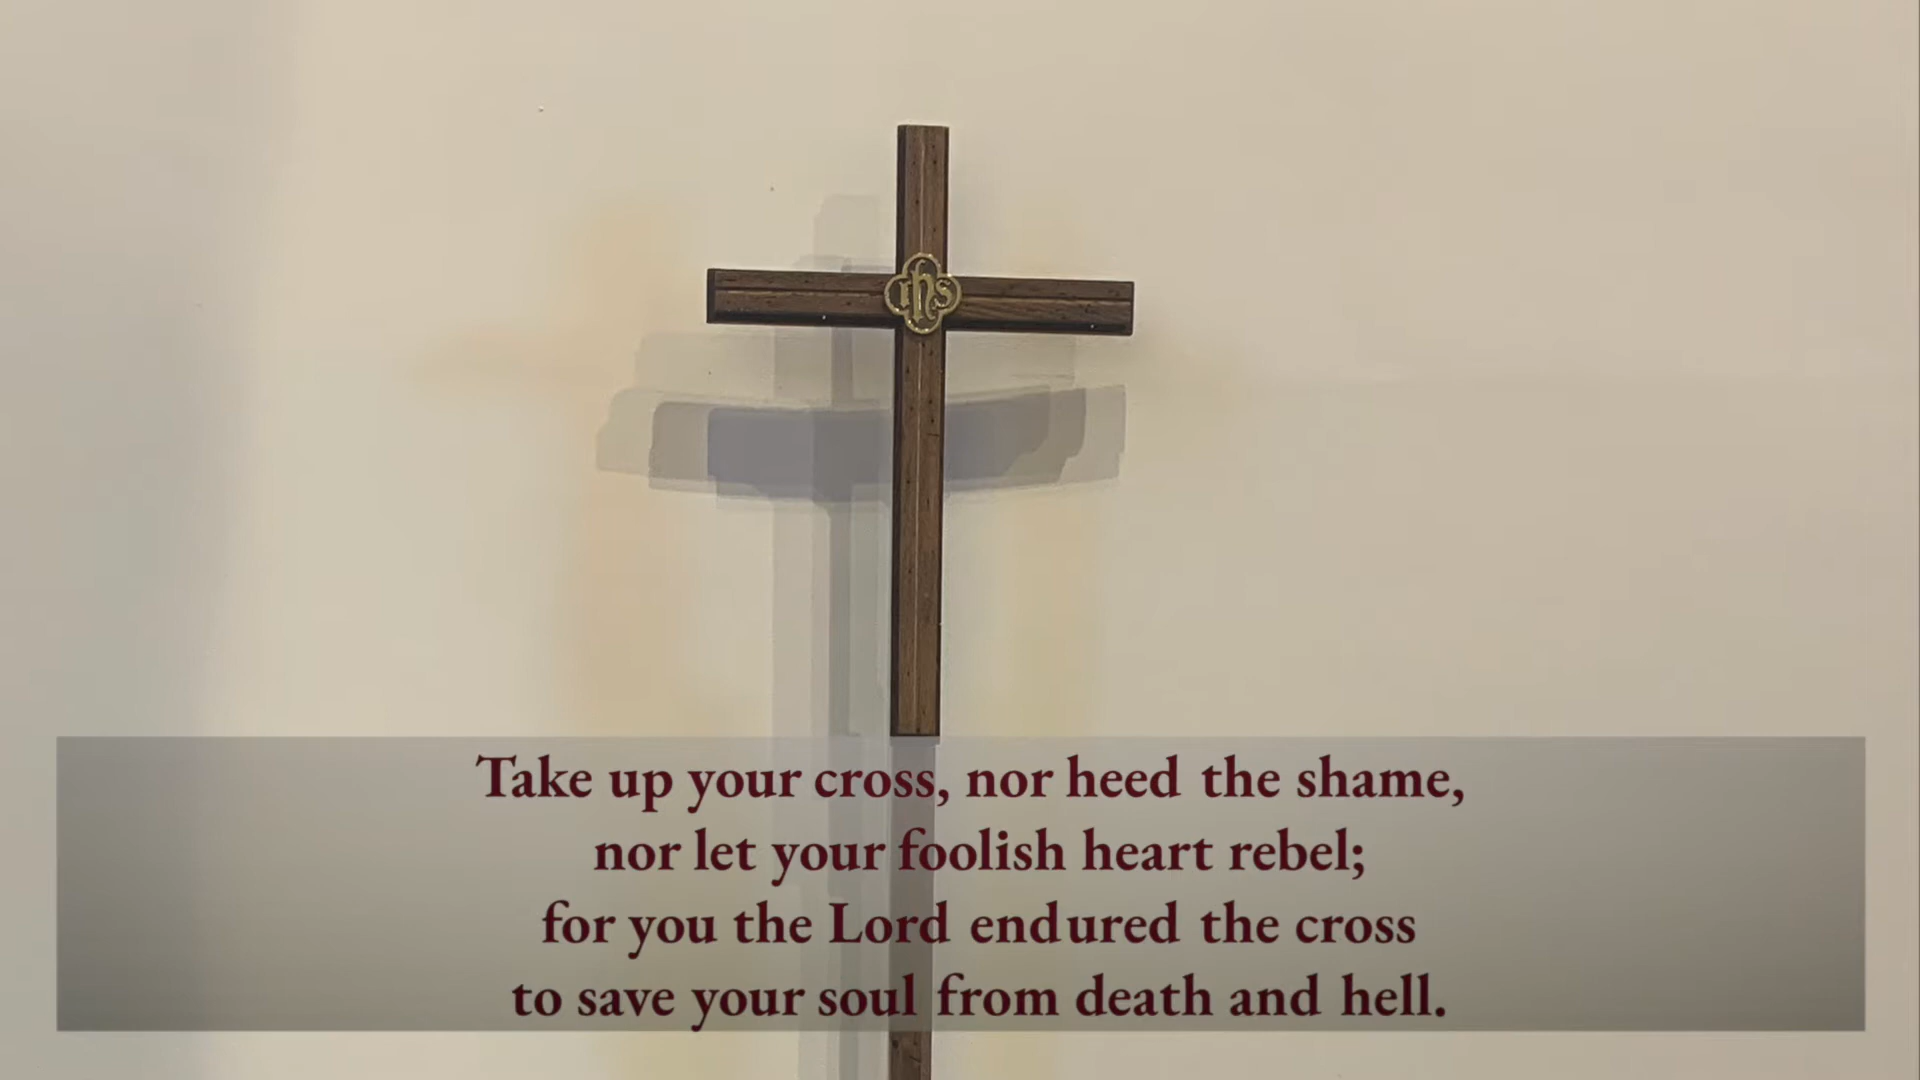 ihs
Take up your cross, nor heed the shame,
nor let your foolish heart rebel;
for you the Lord endured the cross
to save your soul from death and hell.